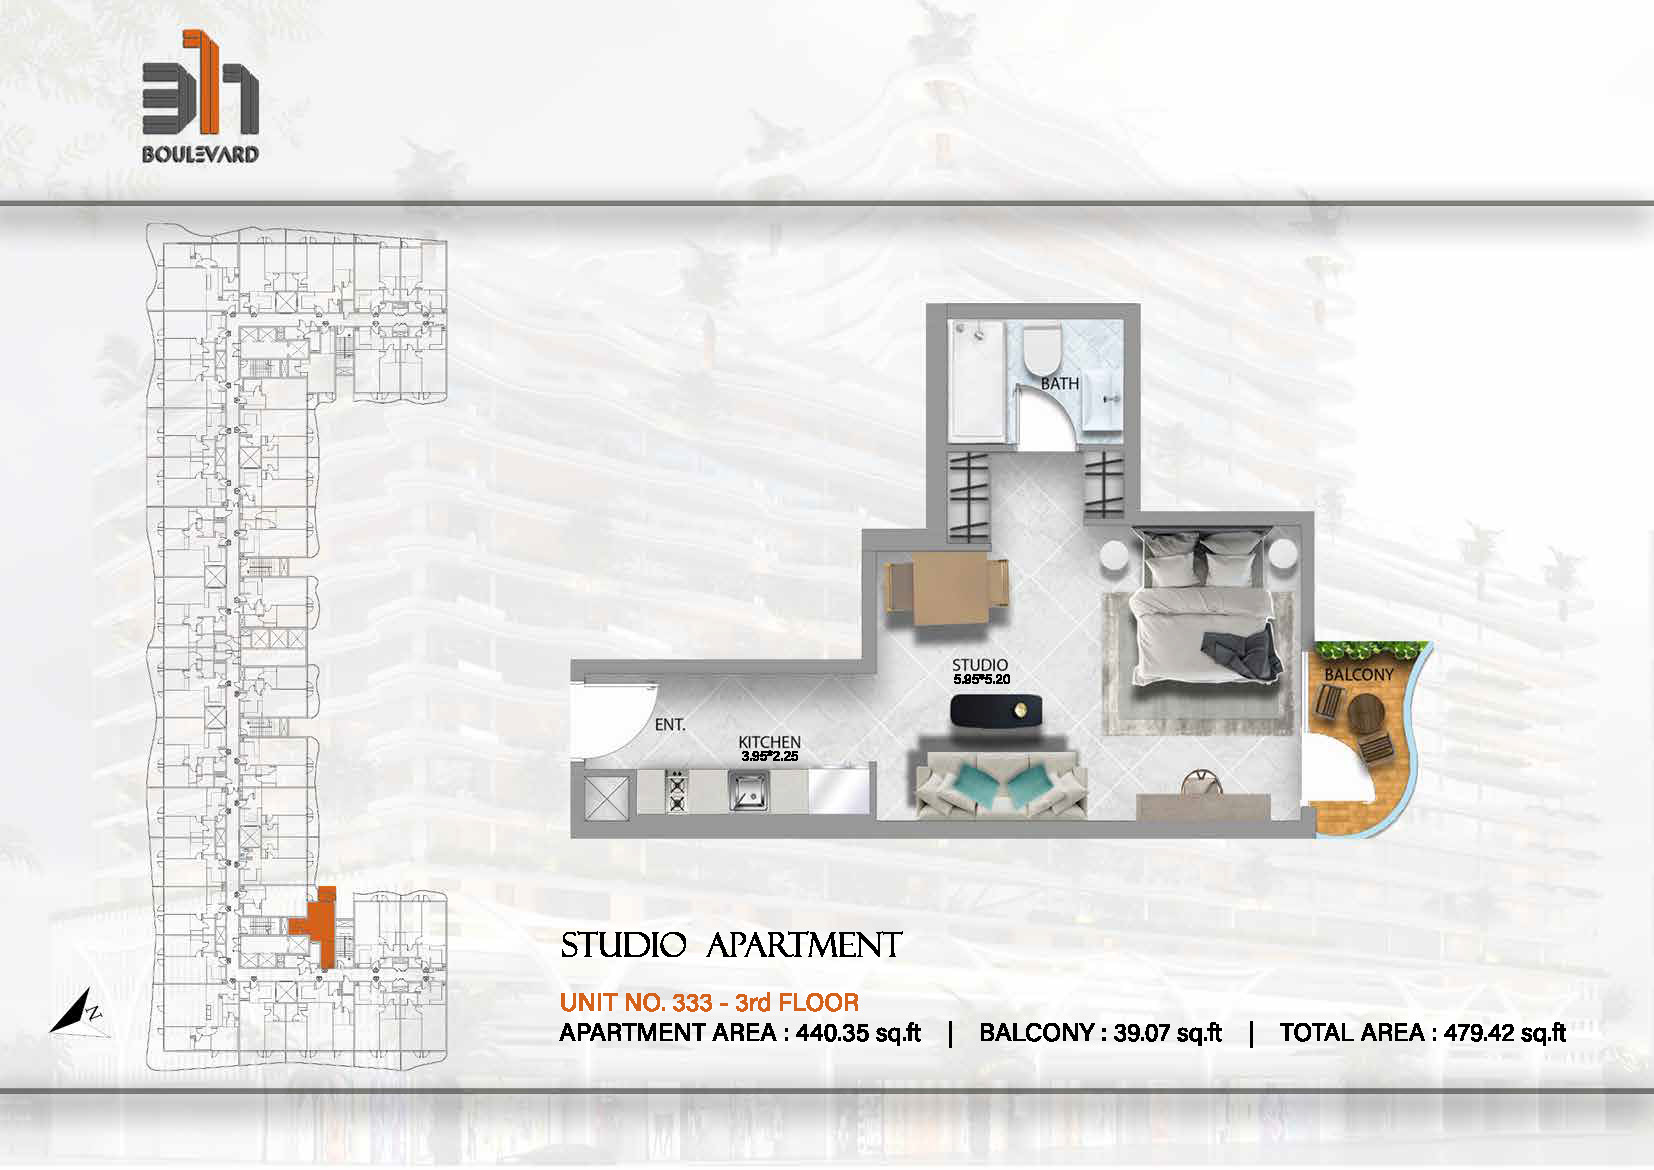 311
BOULEVARD
BATH
STUDIO
5.95*5.20
BALCONY
ENT.
KITCHEN
3.95*2.25
STUDIO APARTMENT
UNIT NO. 333 - 3rd FLOOR
APARTMENT AREA : 440.35 sq.ft | BALCONY : 39.07 sq.ft | TOTAL AREA : 479.42 sq.ft
N